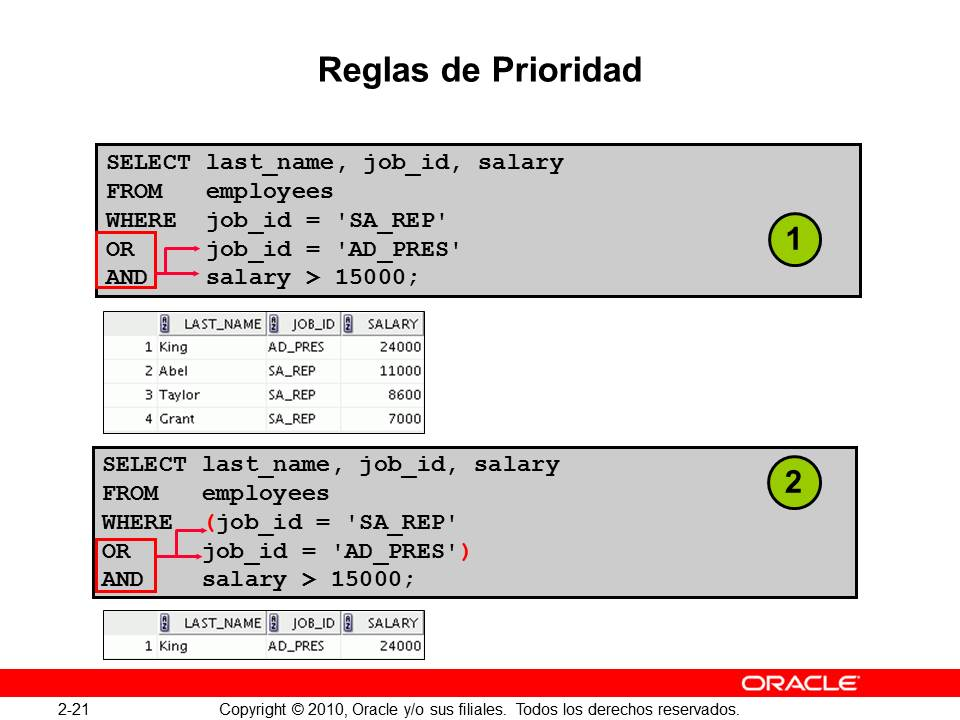 Reglas de Prioridad
SELECT last_name, job_id, salary
FROM employees
WHERE job_id = 'SA_REP'
OR job_id = 'AD_PRES'
AND salary > 15000;
1
LAST_NAME JOB_ID SALARY
1 King AD_PRES 24000
2 Abel SA_REP 11000
3 Taylor SA_REP 8600
4 Grant SA_REP 7000
SELECT last_name, job_id, salary
FROM employees
WHERE (job_id = 'SA_REP'
OR job_id = 'AD_PRES')
AND salary > 15000;
2
LAST_NAME JOB_ID SALARY
1 King AD_PRES 24000
ORACLE
2-21 Copyright © 2010, Oracle y/o sus filiales. Todos los derechos reservados.